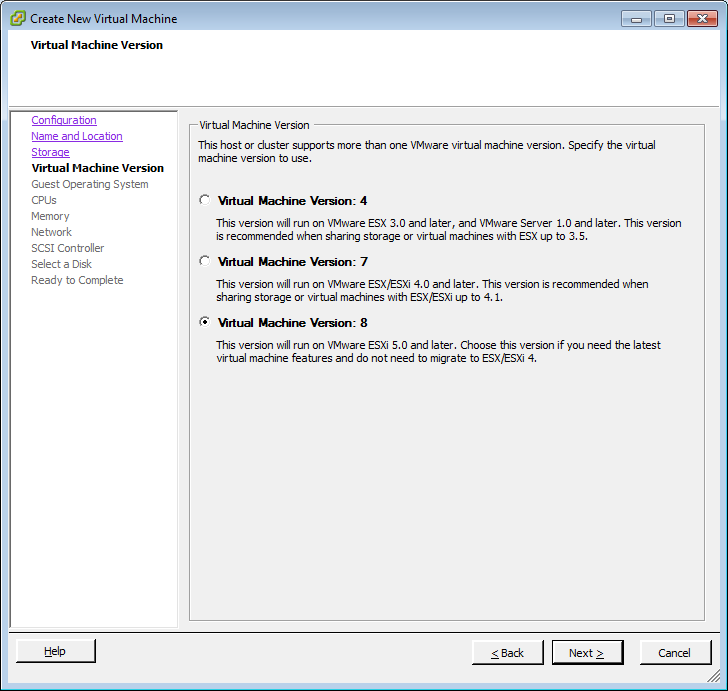 Create New Virtual Machine
Virtual Machine Version
Configuration
Name and Location
Storage
Virtual Machine Version
Guest Operating System
CPUs
Memory
Network
SCSI Controller
Select a Disk
Ready to Complete
Virtual Machine Version
This host or cluster supports more than one VMware virtual machine version. Specify the virtual
machine version to use.
Virtual Machine Version: 4
This version will run on VMware ESX 3.0 and later, and VMware Server 1.0 and later. This version
is recommended when sharing storage or virtual machines with ESX up to 3.5.
Virtual Machine Version: 7
This version will run on VMware ESX/ESXi 4.0 and later. This version is recommended when
sharing storage or virtual machines with ESX/ESXi up to 4.1.
Virtual Machine Version: 8
This version will run on VMware ESXi 5.0 and later. Choose this version if you need the latest
virtual machine features and do not need to migrate to ESX/ESXi 4.
Help
< Back
Next >
Cancel